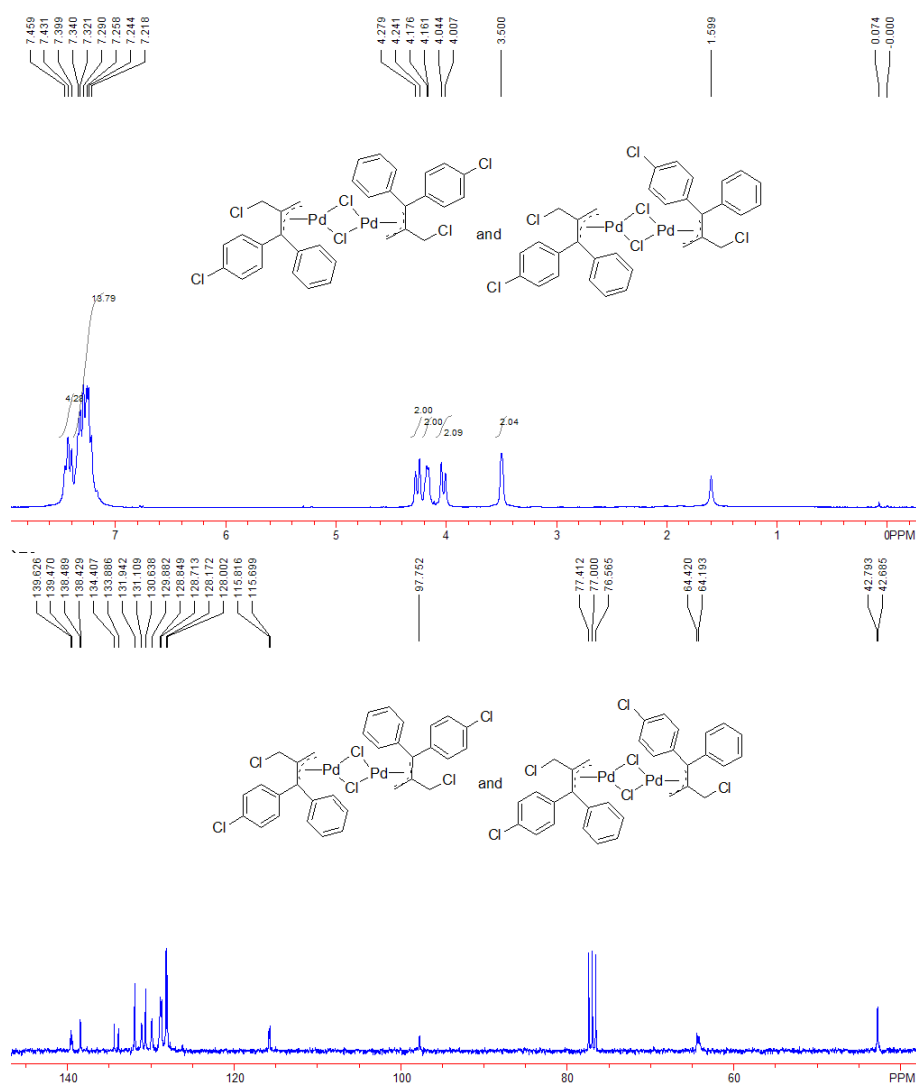 7.459 7.431 7.399 7.340 7.321 7.290 7.258 7.244 7.218 4.279 4.241 4.176 4.161 4.044 4.007 3.500 1.599 0.074 -0.000
Cl
Cl
Cl
Cl
Cl
Pd
Pd
Cl
Pd
Pd
Cl
Cl
and
Cl
Cl
Cl
Cl
13.79
4.28
2.00
2.00
2.09
2.04
7 6 5 4 3 2 1 0PPM
139.626 139.470 138.489 138.429 134.407 133.886 131.942 131.109 130.638 129.882 128.849 128.713 128.172 128.002 115.816 115.699 97.752 77.412 77.000 76.565 64.420 64.193 42.793 42.685
Cl
Cl
Cl
Cl
Cl
Pd
Pd
Cl
Pd
Pd
Cl
Cl
and
Cl
Cl
Cl
Cl
140 120 100 80 60 PPM